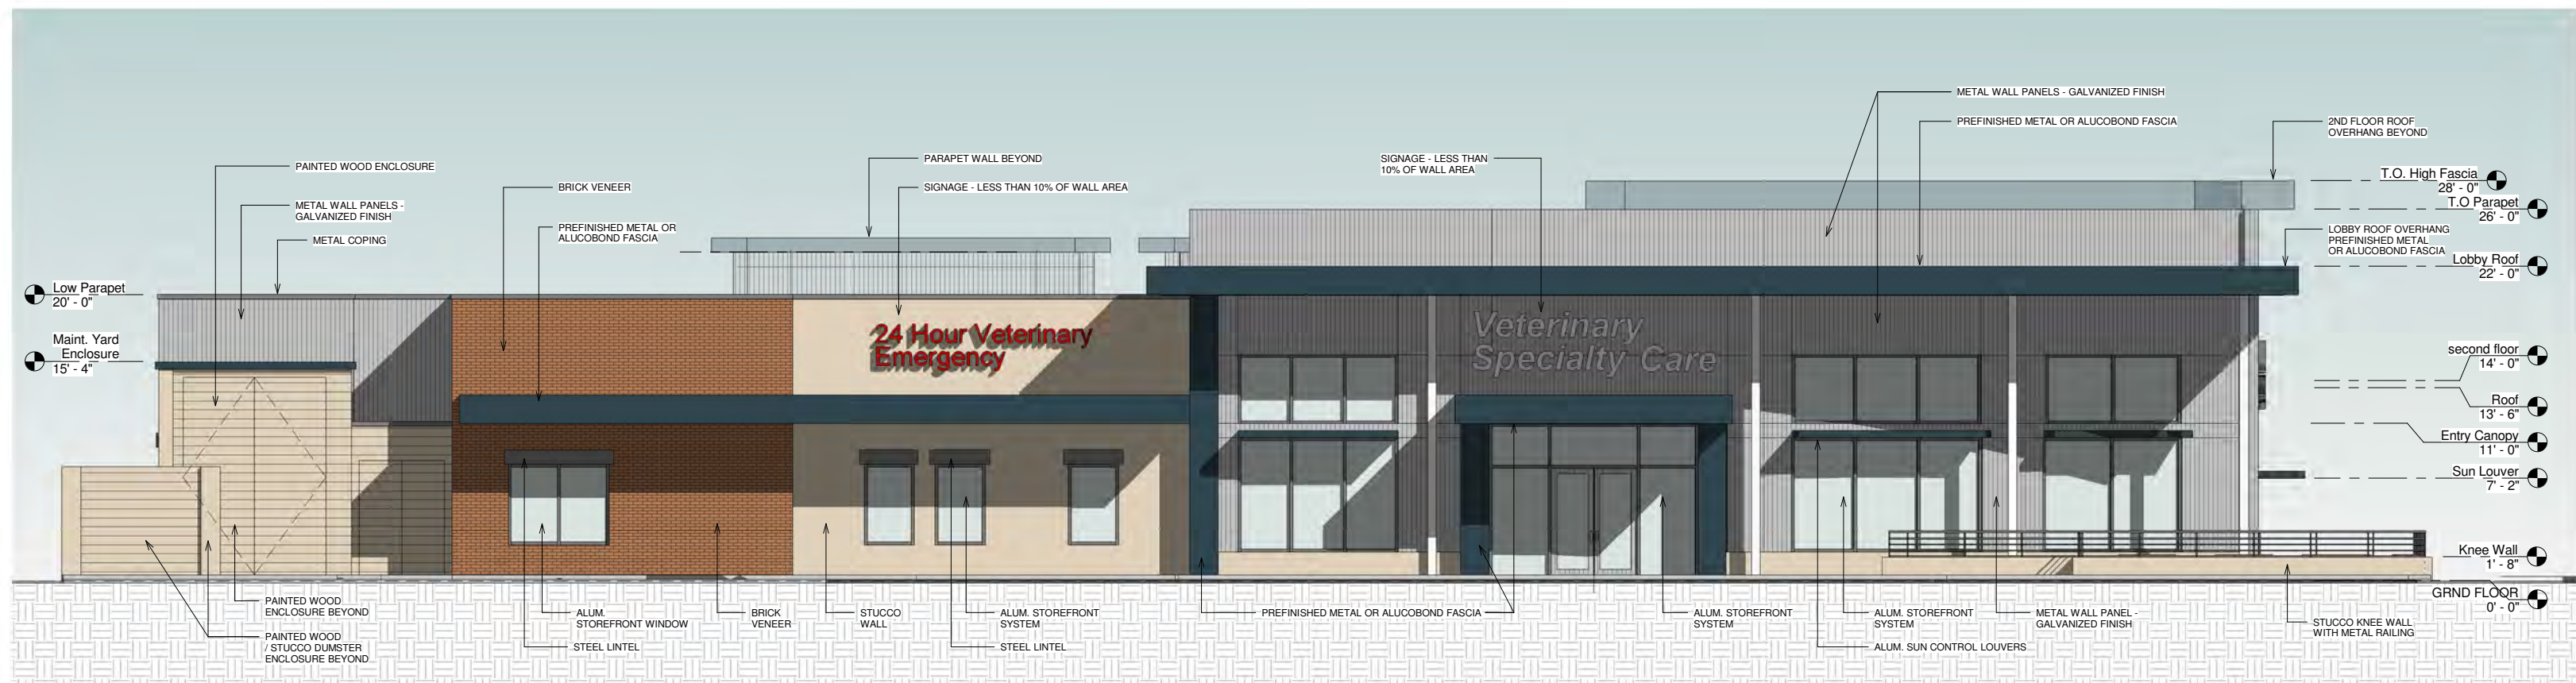 METAL WALL PANELS - GALVANIZED FINISH
PREFINISHED METAL OR ALUCOBOND FASCIA
2ND FLOOR ROOF
OVERHANG BEYOND
PAINTED WOOD ENCLOSURE
PARAPET WALL BEYOND
SIGNAGE - LESS THAN
10% OF WALL AREA
BRICK VENEER
SIGNAGE - LESS THAN 10% OF WALL AREA
METAL WALL PANELS -
GALVANIZED FINISH
METAL COPING
PREFINISHED METAL OR
ALUCOBOND FASCIA
T.O. High Fascia
28' - 0"
T.O Parapet
26' - 0"
LOBBY ROOF OVERHANG
PREFINISHED METAL
OR ALUCOBOND FASCIA
Lobby Roof
22' - 0"
Low Parapet
20' - 0"
Maint. Yard
Enclosure
15' - 4"
24 Hour Veterinary
Emergency
Veterinary
Specialty Care
second floor
14' - 0"
Roof
13' - 6"
Entry Canopy
11' - 0"
Sun Louver
7' - 2"
Knee Wall
1' - 8"
GRND FLOOR
0' - 0"
PAINTED WOOD
ENCLOSURE BEYOND
PAINTED WOOD
/ STUCCO DUMSTER
ENCLOSURE BEYOND
ALUM.
STOREFRONT WINDOW
STEEL LINTEL
BRICK
VENEER
STUCCO
WALL
ALUM. STOREFRONT
SYSTEM
STEEL LINTEL
PREFINISHED METAL OR ALUCOBOND FASCIA
ALUM. STOREFRONT
SYSTEM
ALUM. STOREFRONT
SYSTEM
ALUM. SUN CONTROL LOUVERS
METAL WALL PANEL -
GALVANIZED FINISH
STUCCO KNEE WALL
WITH METAL RAILING